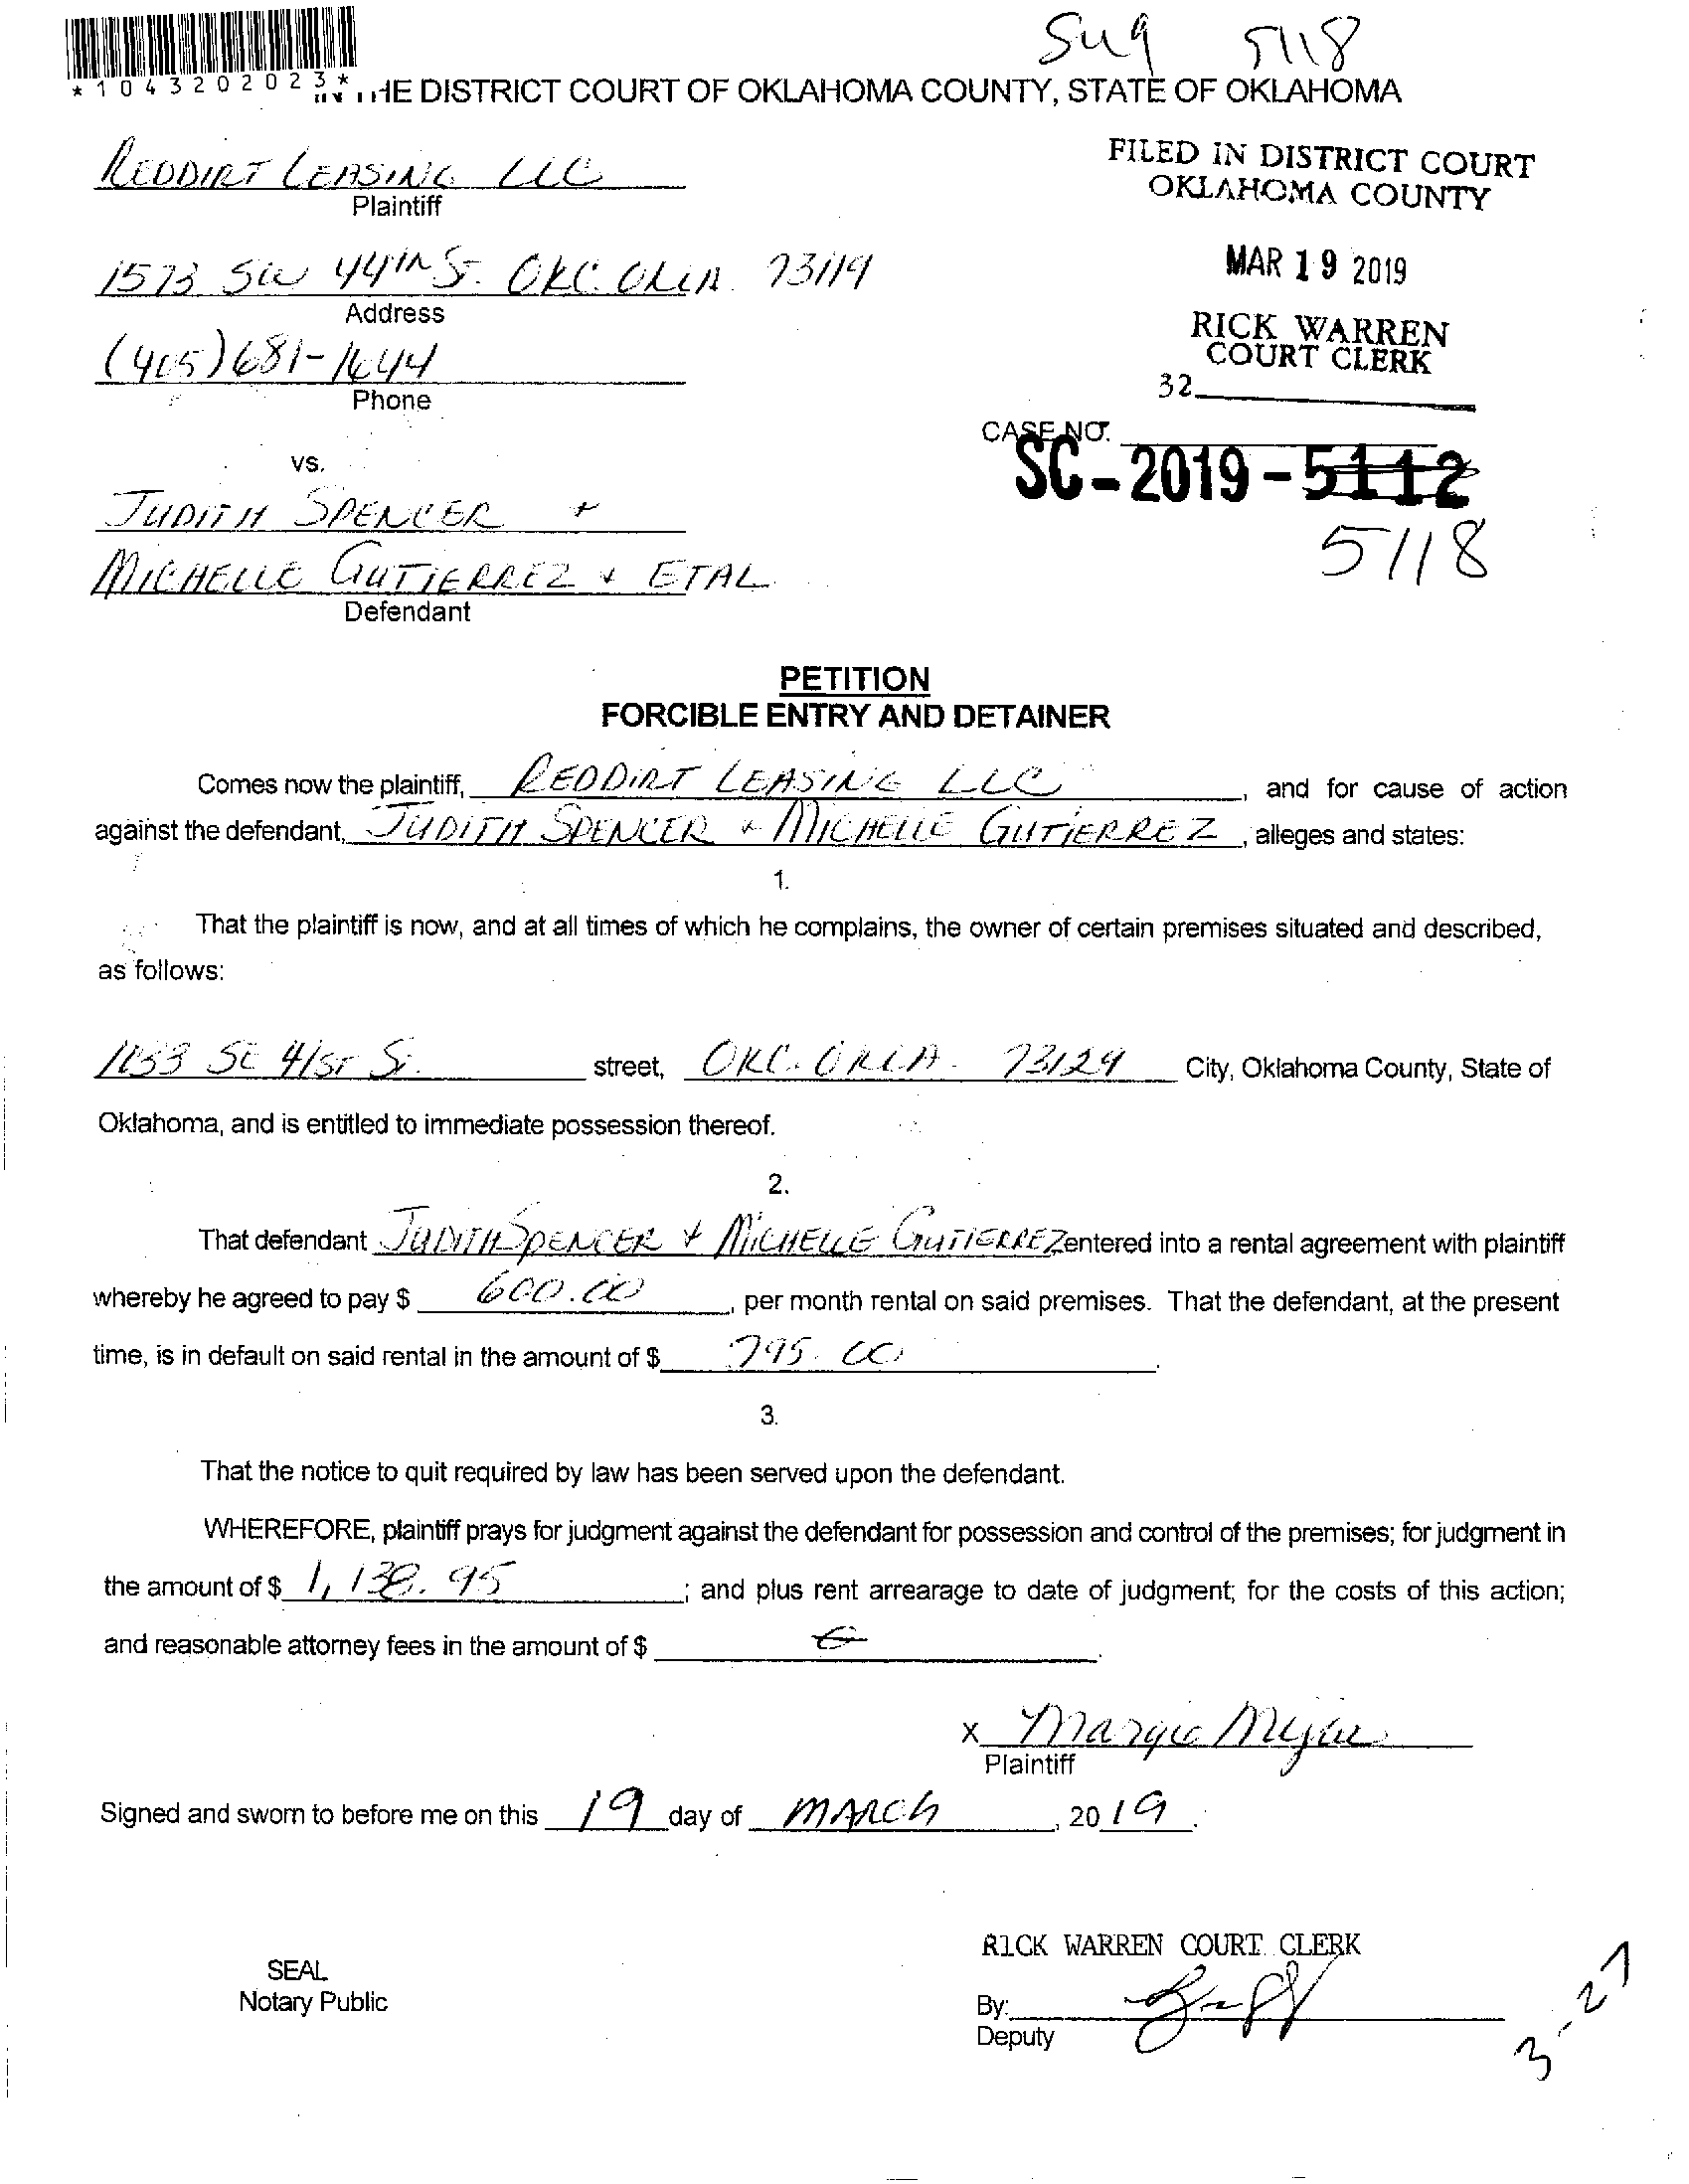 Sug 5118
*1043202023*
HE DISTRICT COURT OF OKLAHOMA COUNTY, STATE OF OKLAHOMA
REDDIRT LEASING LLC
Plaintiff
FILED IN DISTRICT COURT
OKLAHOMA COUNTY
1573 SW 44TH ST. OKC. OKLA. 73119
Address
MAR 19 2019
(405) 681-1644
Phone
RICK WARREN
COURT CLERK
32
CASE NO.
SC-2019-5112
5118
vs.
JUDITH SPENCER +
MICHELLE GUTIERREZ + ETAL
Defendant
PETITION
FORCIBLE ENTRY AND DETAINER
Comes now the plaintiff, REDDIRT LEASING LLC, and for cause of action
against the defendant, JUDITH SPENCER + MICHELLE GUTIERREZ, alleges and states:
1.
That the plaintiff is now, and at all times of which he complains, the owner of certain premises situated and described,
as follows:
SE 41ST ST. street, OKC. OKLA. 73129 City, Oklahoma County, State of
Oklahoma, and is entitled to immediate possession thereof.
2.
That defendant JUDITH SPENCER + MICHELLE GUTIERREZ entered into a rental agreement with plaintiff
whereby he agreed to pay $ 600.00, per month rental on said premises. That the defendant, at the present
time, is in default on said rental in the amount of $ 795.00.
3.
That the notice to quit required by law has been served upon the defendant.
WHEREFORE, plaintiff prays for judgment against the defendant for possession and control of the premises; for judgment in
the amount of $ 1,138.95; and plus rent arrearage to date of judgment; for the costs of this action;
and reasonable attorney fees in the amount of $
x Margie
Plaintiff
Signed and sworn to before me on this 19 day of MARCH, 2019.
RICK WARREN COURT CLERK
SEAL
Notary Public
By:
Deputy
3-27